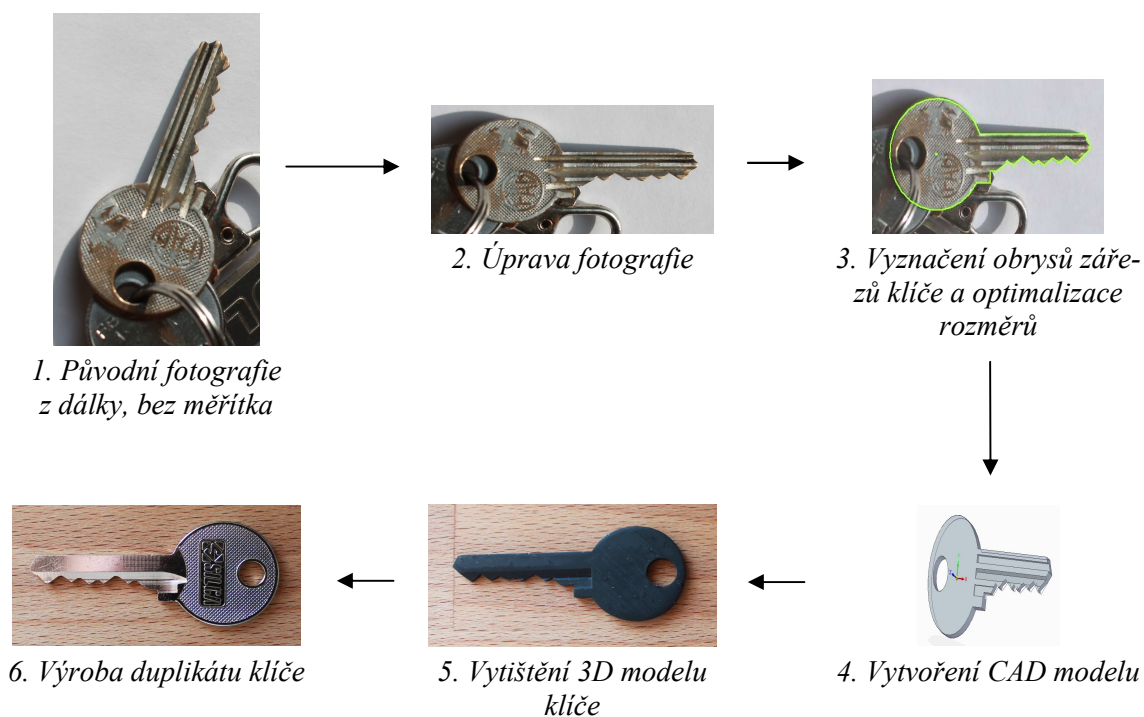 1. Původní fotografie
z dálky, bez měřítka
2. Úprava fotografie
3. Vyznačení obrysů záře-
zů klíče a optimalizace
rozměrů
4. Vytvoření CAD modelu
5. Vytištění 3D modelu
klíče
6. Výroba duplikátu klíče
SILCA